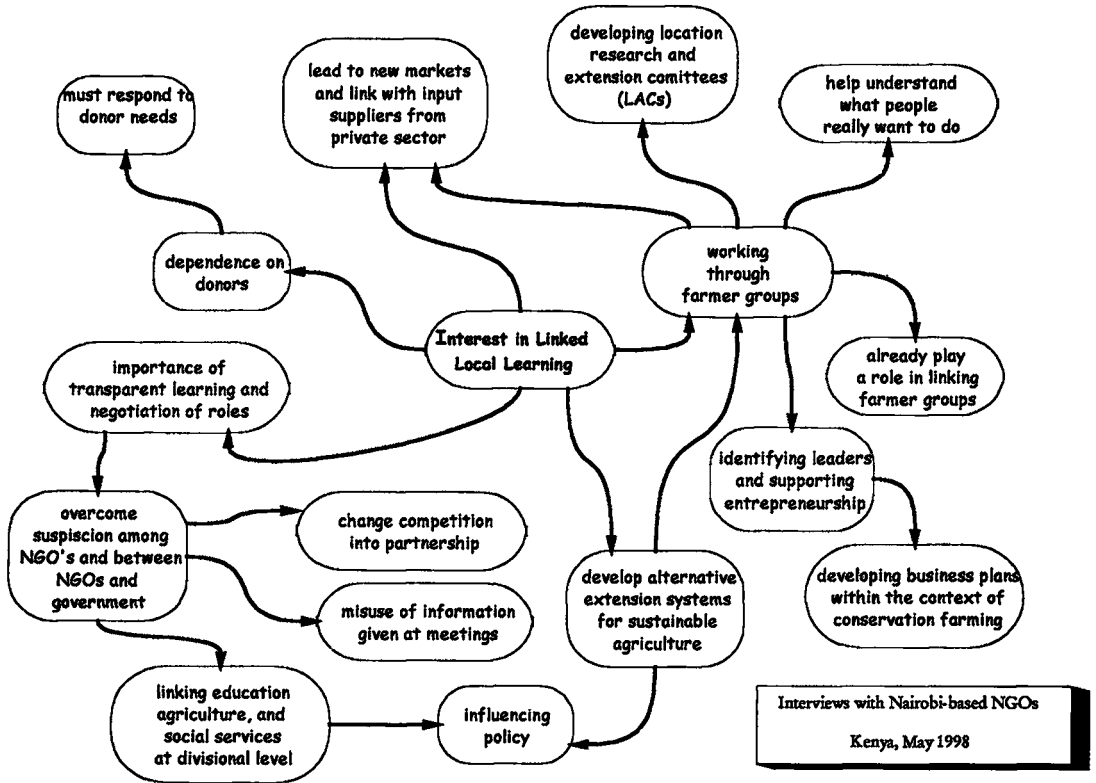 developing location
research and
extension comittees
(LACs)
lead to new markets
and link with input
suppliers from
private sector
help understand
what people
really want to do
must respond to
donor needs
working
through
farmer groups
dependence on
donors
Interest in Linked
Local Learning
importance of
transparent learning and
negotiation of roles
already play
a role in linking
farmer groups
identifying leaders
and supporting
entrepreneurship
overcome
suspiscion among
NGO's and between
NGOs and
government
change competition
into partnership
develop alternative
extension systems
for sustainable
agriculture
developing business plans
within the context of
conservation farming
misuse of information
given at meetings
linking education
agriculture, and
social services
at divisional level
influencing
policy
Interviews with Nairobi-based NGOs
Kenya, May 1998